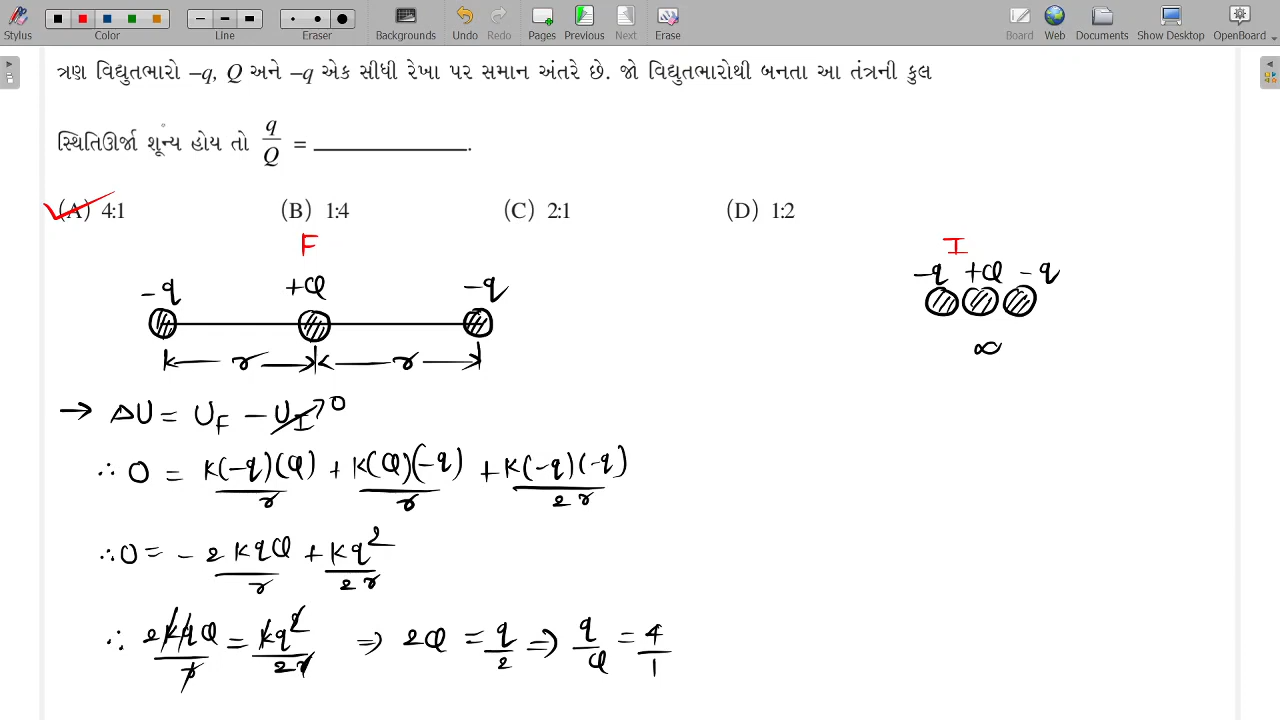 Stylus Color Line Eraser Backgrounds Undo Redo Pages Previous Next Erase Board Web Documents Show Desktop OpenBoard
ત્રણ વિદ્યુતભારો –q, Q અને –q એક સીધી રેખા પર સમાન અંતરે છે. જો વિદ્યુતભારોથી બનતા આ તંત્રની કુલ
સ્થિતિઊર્જા શૂન્ય હોય તો q/Q = ______________.
(A) 4:1 (B) 1:4 (C) 2:1 (D) 1:2
F I
-q +Q -q
-q +Q -q
r r
∞
→ ΔU = U_F - U_I ↗ 0
∴ 0 = K(-q)(Q)/r + K(Q)(-q)/r + K(-q)(-q)/2r
∴ 0 = - 2KqQ/r + Kq²/2r
∴ 2KqQ/r = Kq²/2r ⇒ 2Q = q/2 ⇒ q/Q = 4/1